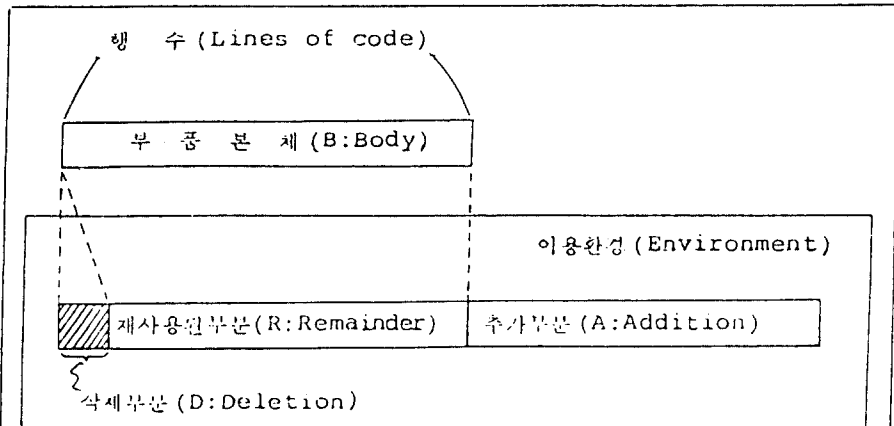 행 수 (Lines of code)
부 품 본 체 (B:Body)
이용환경 (Environment)
재사용된부분(R:Remainder) 추가부분 (A:Addition)
삭제부분 (D:Deletion)